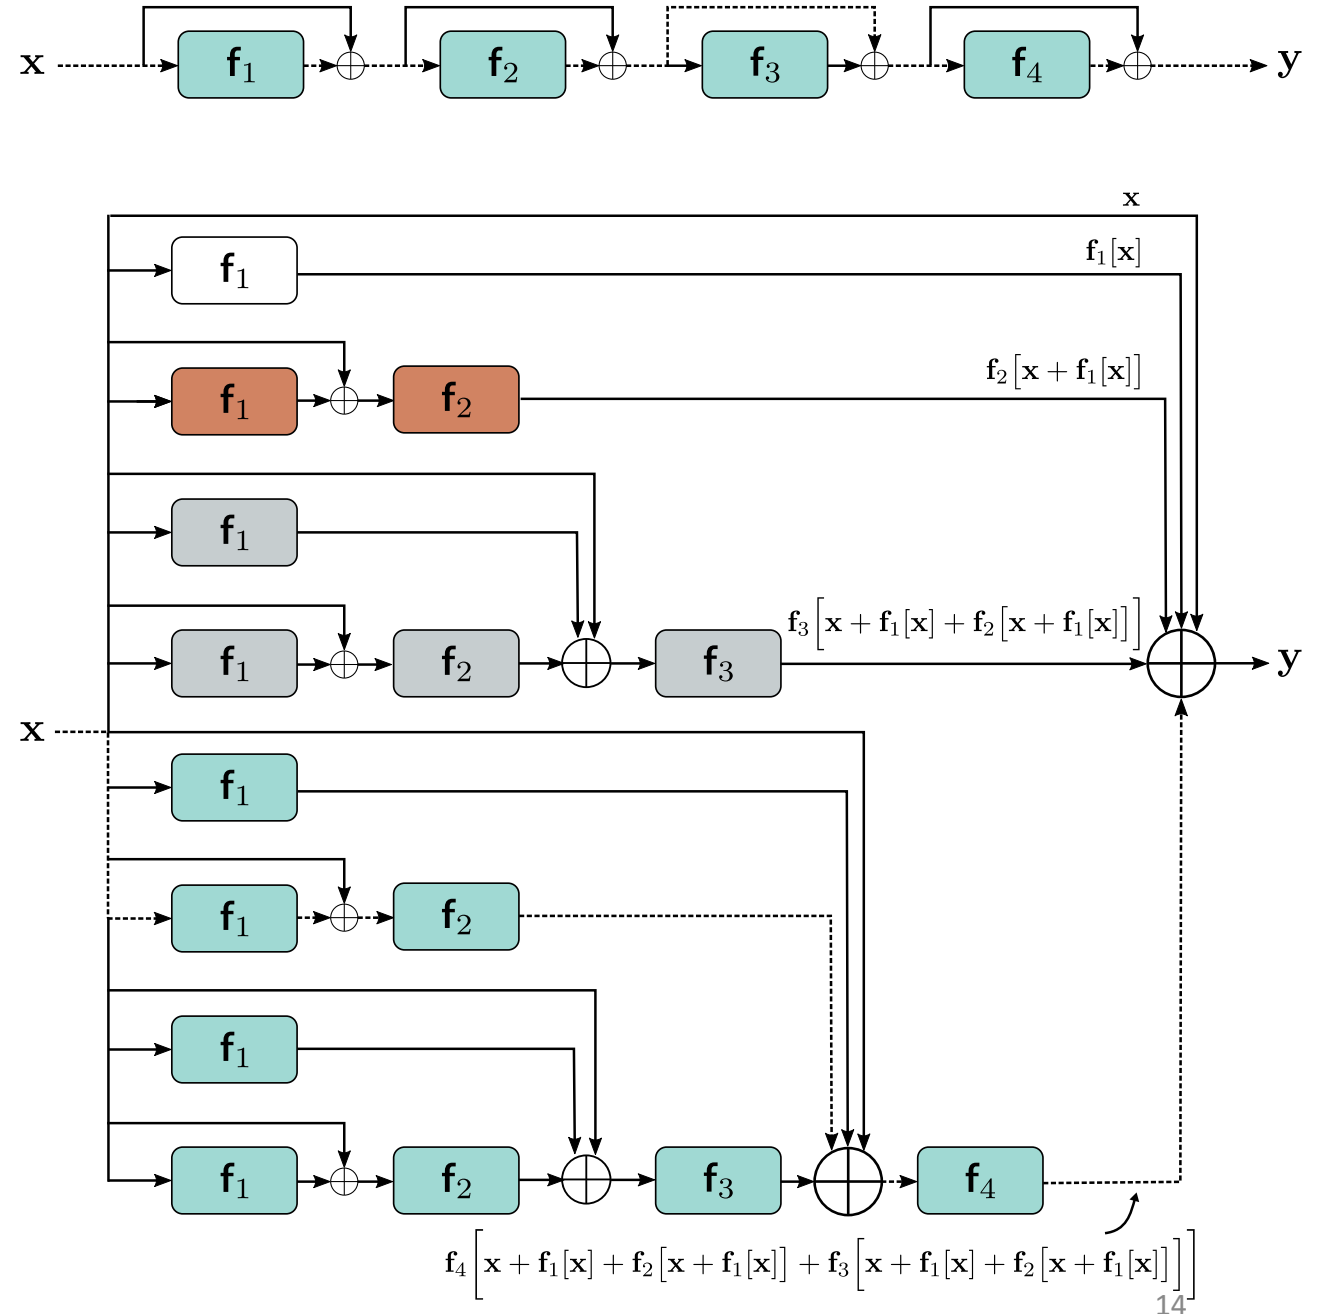 x f₁ f₂ f₃ f₄ y
x
f₁ f₁[x]
f₂[x + f₁[x]]
f₁ f₂
f₁
f₃[x + f₁[x] + f₂[x + f₁[x]]]
f₁ f₂ f₃ y
x
f₁
f₁ f₂
f₁
f₁ f₂ f₃ f₄
f₄[x + f₁[x] + f₂[x + f₁[x]] + f₃[x + f₁[x] + f₂[x + f₁[x]]]]
14